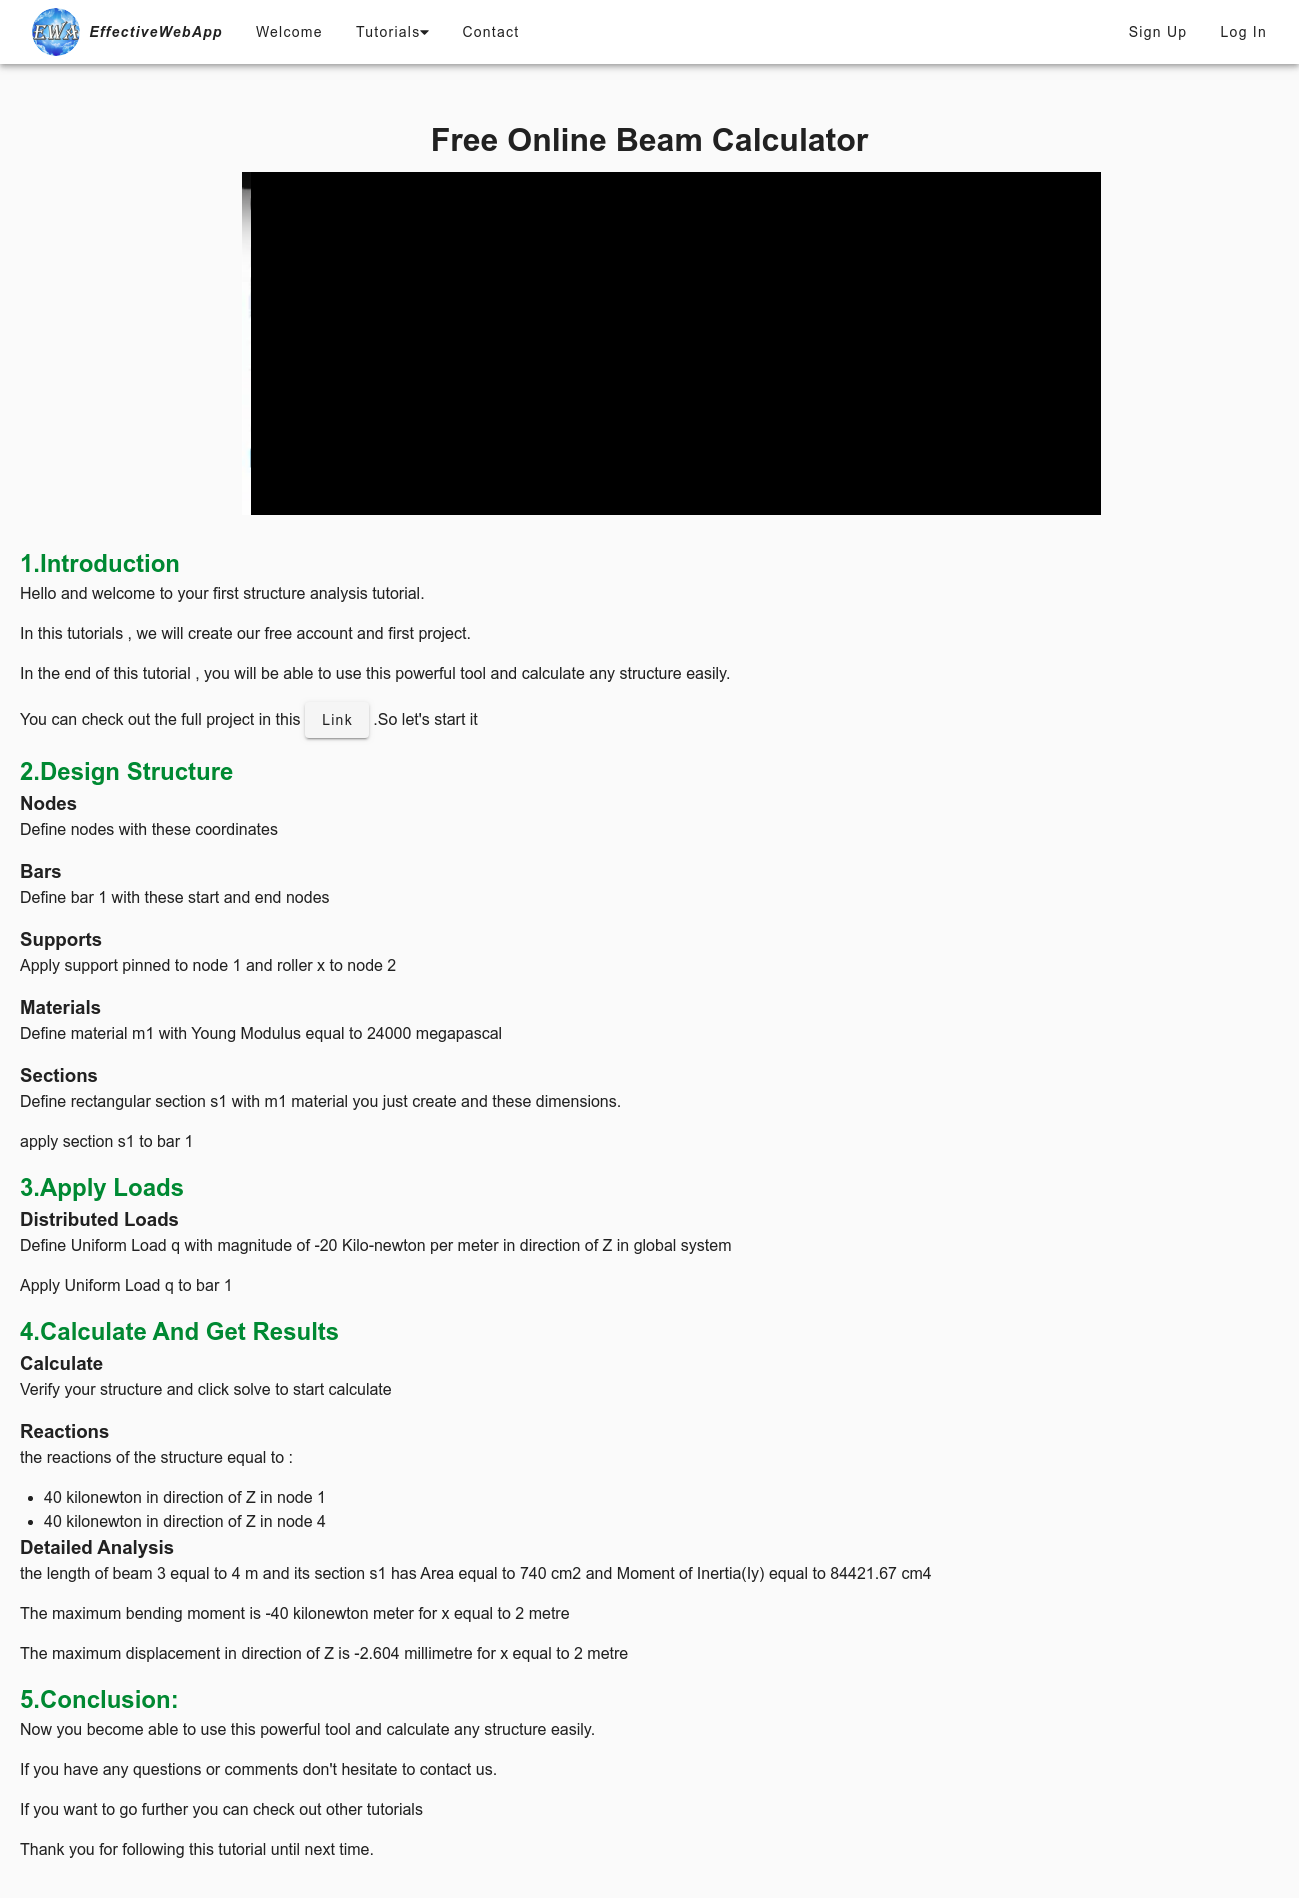 EWA EffectiveWebApp Welcome Tutorials Contact Sign Up Log In
Free Online Beam Calculator
1.Introduction
Hello and welcome to your first structure analysis tutorial.
In this tutorials , we will create our free account and first project.
In the end of this tutorial , you will be able to use this powerful tool and calculate any structure easily.
You can check out the full project in this Link .So let's start it
2.Design Structure
Nodes
Define nodes with these coordinates
Bars
Define bar 1 with these start and end nodes
Supports
Apply support pinned to node 1 and roller x to node 2
Materials
Define material m1 with Young Modulus equal to 24000 megapascal
Sections
Define rectangular section s1 with m1 material you just create and these dimensions.
apply section s1 to bar 1
3.Apply Loads
Distributed Loads
Define Uniform Load q with magnitude of -20 Kilo-newton per meter in direction of Z in global system
Apply Uniform Load q to bar 1
4.Calculate And Get Results
Calculate
Verify your structure and click solve to start calculate
Reactions
the reactions of the structure equal to :
• 40 kilonewton in direction of Z in node 1
• 40 kilonewton in direction of Z in node 4
Detailed Analysis
the length of beam 3 equal to 4 m and its section s1 has Area equal to 740 cm2 and Moment of Inertia(Iy) equal to 84421.67 cm4
The maximum bending moment is -40 kilonewton meter for x equal to 2 metre
The maximum displacement in direction of Z is -2.604 millimetre for x equal to 2 metre
5.Conclusion:
Now you become able to use this powerful tool and calculate any structure easily.
If you have any questions or comments don't hesitate to contact us.
If you want to go further you can check out other tutorials
Thank you for following this tutorial until next time.